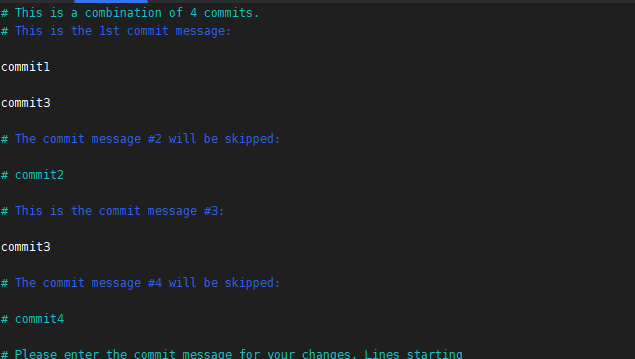 # This is a combination of 4 commits.
# This is the 1st commit message:
commit1
commit3
# The commit message #2 will be skipped:
# commit2
# This is the commit message #3:
commit3
# The commit message #4 will be skipped:
# commit4
# Please enter the commit message for your changes. Lines starting